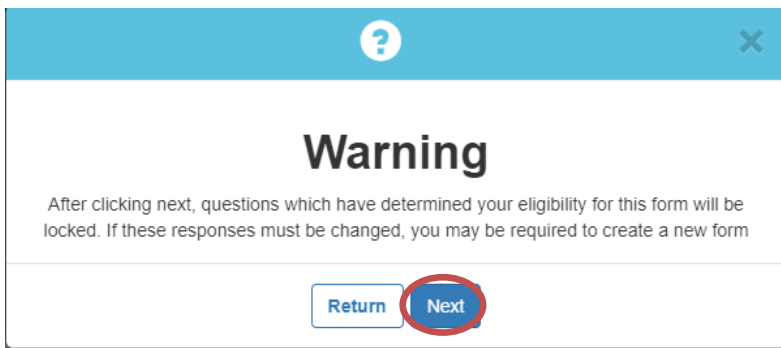 ?
×
Warning
After clicking next, questions which have determined your eligibility for this form will be
locked. If these responses must be changed, you may be required to create a new form
Return Next